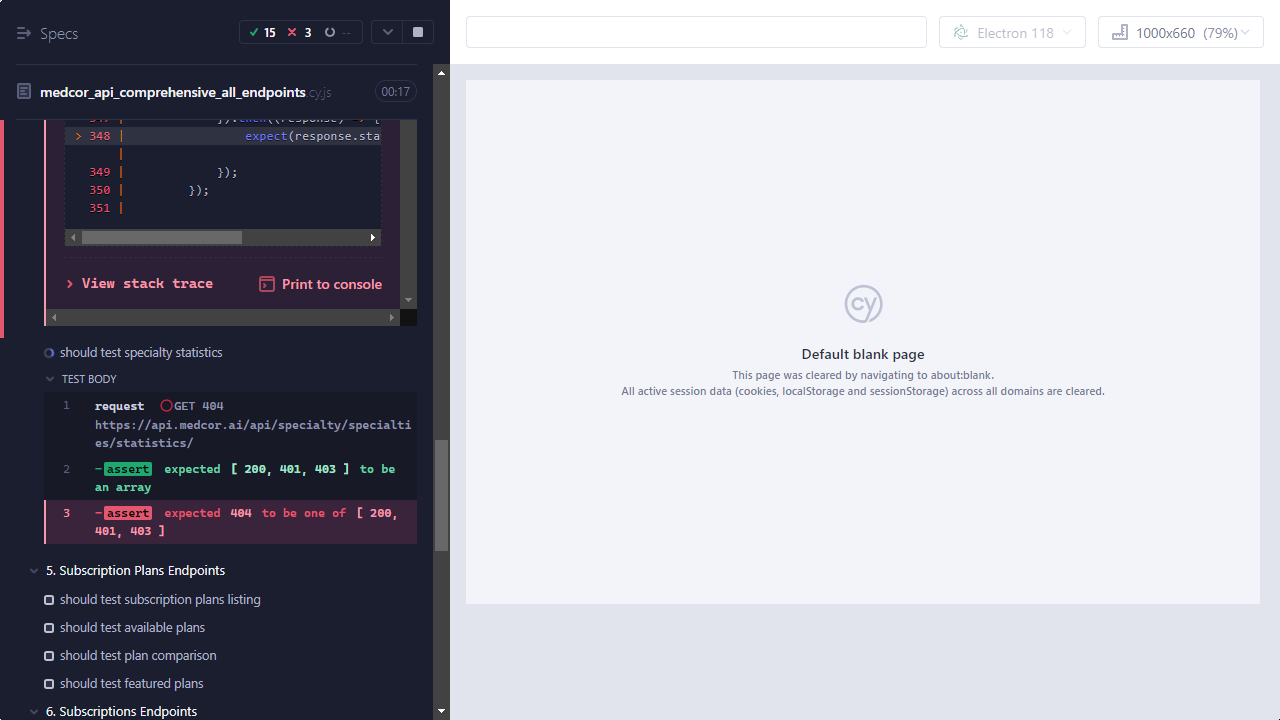 Specs
15
3
--
medcor_api_comprehensive_all_endpoints.cy.js
00:17
> 348 | expect(response.sta
|
349 | });
350 | });
351 |
View stack trace
Print to console
should test specialty statistics
TEST BODY
1 request GET 404
https://api.medcor.ai/api/specialty/specialti
es/statistics/
2 -assert expected [ 200, 401, 403 ] to be
an array
3 -assert expected 404 to be one of [ 200,
401, 403 ]
5. Subscription Plans Endpoints
should test subscription plans listing
should test available plans
should test plan comparison
should test featured plans
6. Subscriptions Endpoints
Electron 118
1000x660 (79%)
cy
Default blank page
This page was cleared by navigating to about:blank.
All active session data (cookies, localStorage and sessionStorage) across all domains are cleared.